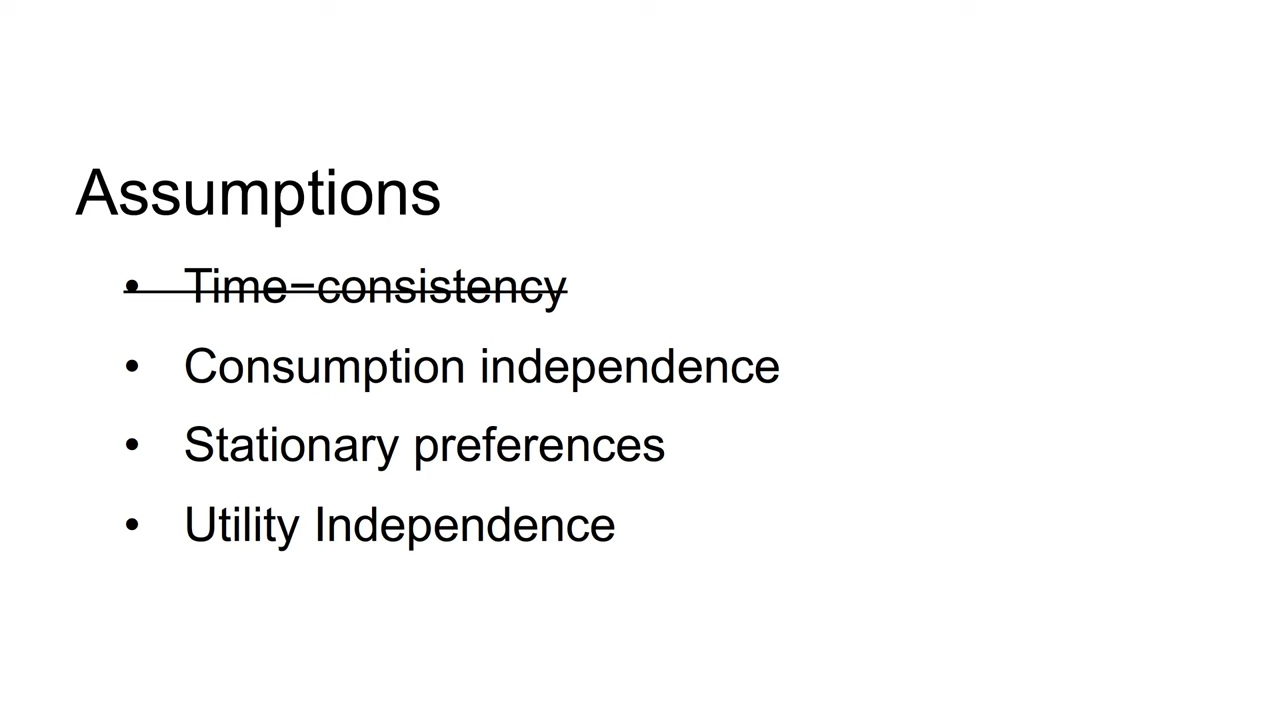 Assumptions
• Time-consistency
• Consumption independence
• Stationary preferences
• Utility Independence